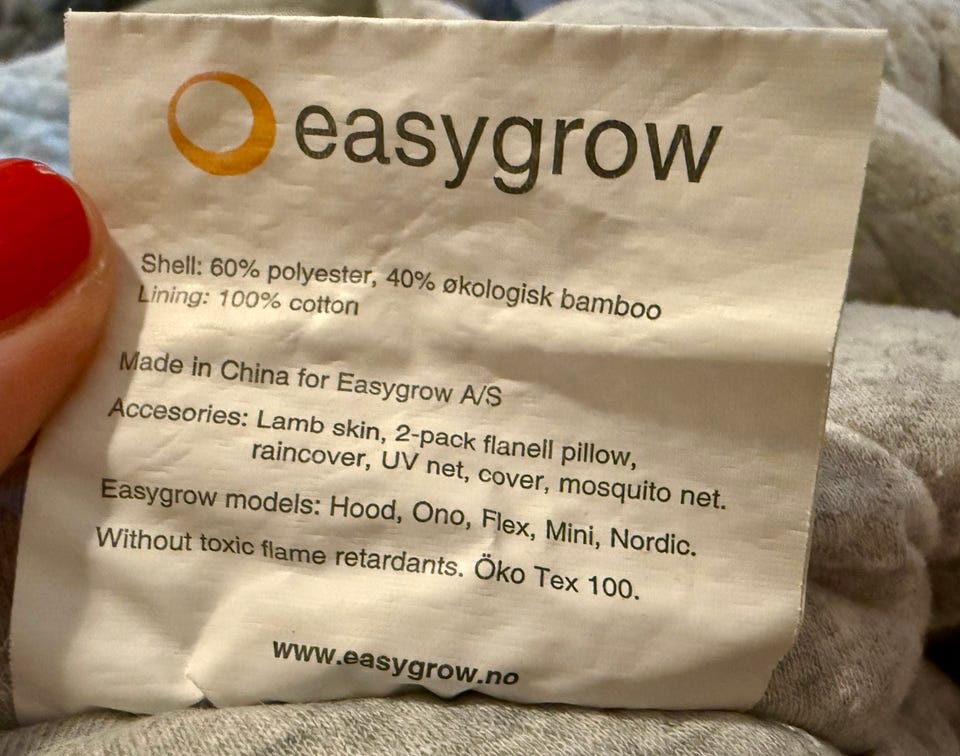 easygrow
Shell: 60% polyester, 40% økologisk bamboo
Lining: 100% cotton
Made in China for Easygrow A/S
Accesories: Lamb skin, 2-pack flanell pillow,
raincover, UV net, cover, mosquito net.
Easygrow models: Hood, Ono, Flex, Mini, Nordic.
Without toxic flame retardants. Öko Tex 100.
www.easygrow.no